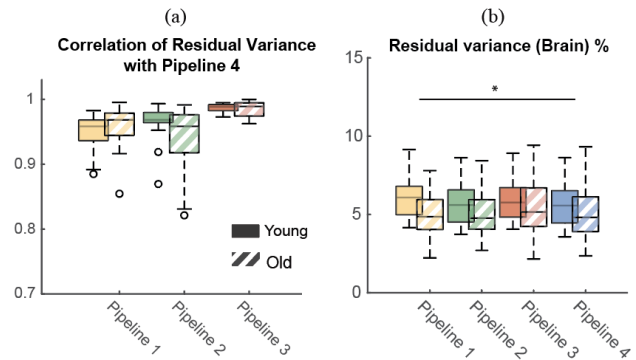 (a)
Correlation of Residual Variance
with Pipeline 4
1
0.9
0.8
0.7
Young
Old
Pipeline 1
Pipeline 2
Pipeline 3
(b)
Residual variance (Brain) %
15
*
10
5
0
Pipeline 1
Pipeline 2
Pipeline 3
Pipeline 4